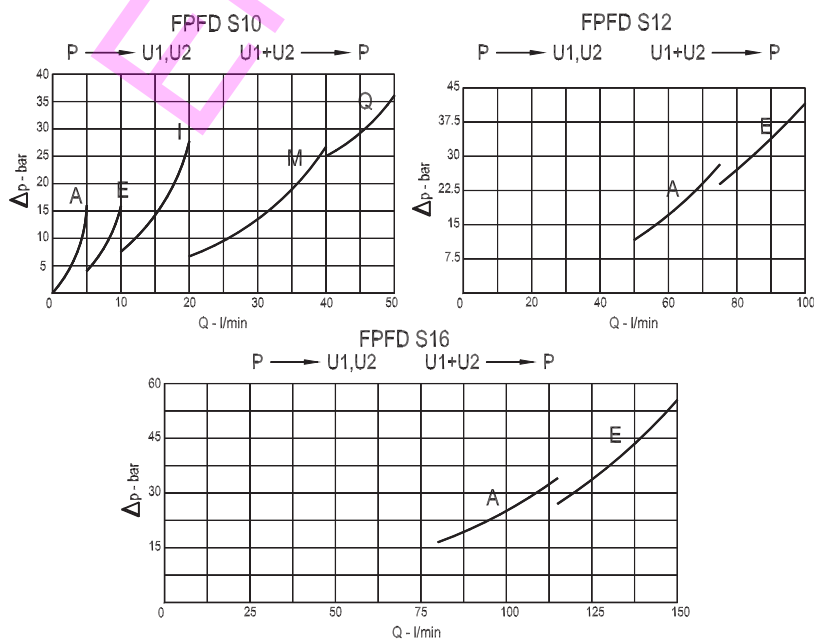 FPFD S10
P → U1,U2 U1+U2 → P
40
35
30
25
20
15
10
5
0 10 20 30 40 50
A
E
I
M
Q
Δp - bar
Q - l/min
FPFD S12
P → U1,U2 U1+U2 → P
45
37.5
30
22.5
15
7.5
0 20 40 60 80 100
A
E
Δp - bar
Q - l/min
FPFD S16
P → U1,U2 U1+U2 → P
60
45
30
15
0 25 50 75 100 125 150
A
E
Δp - bar
Q - l/min
E